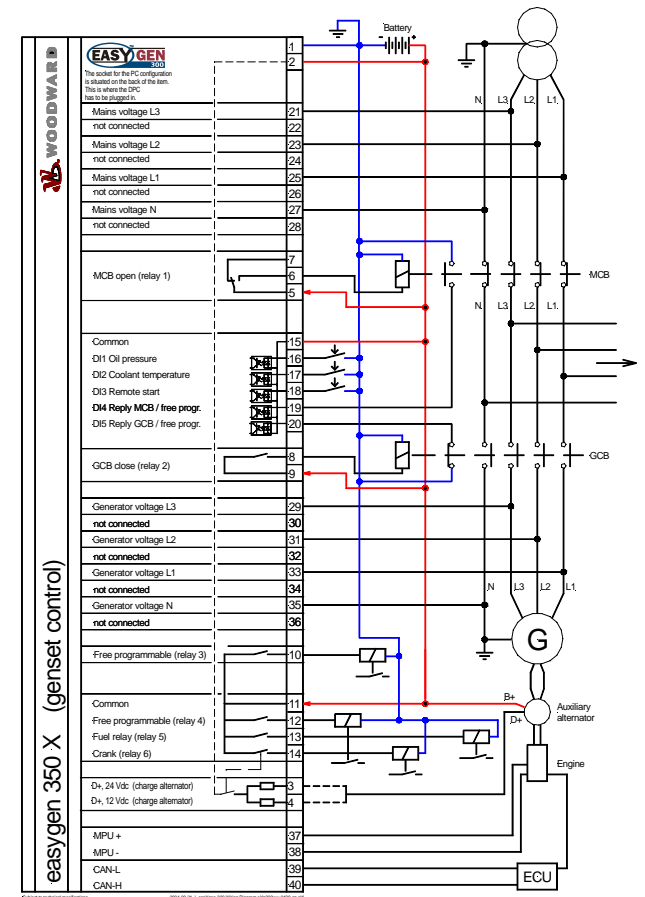 WOODWARD
easygen 350 X (genset control)
EASYGEN
300
The socket for the PC configuration
is situated on the back of the item.
This is where the DPC
has to be plugged in.
Battery
- +
1
2
Mains voltage L3 21
not connected 22
Mains voltage L2 23
not connected 24
Mains voltage L1 25
not connected 26
Mains voltage N 27
not connected 28
N L3 L2 L1
7
MCB open (relay 1) 6
5
MCB
N L3 L2 L1
Common 15
DI1 Oil pressure 16
DI2 Coolant temperature 17
DI3 Remote start 18
DI4 Reply MCB / free progr. 19
DI5 Reply GCB / free progr. 20
GCB close (relay 2) 8
9
GCB
Generator voltage L3 29
not connected 30
Generator voltage L2 31
not connected 32
Generator voltage L1 33
not connected 34
Generator voltage N 35
not connected 36
N L3 L2 L1
G
Free programmable (relay 3) 10
Common 11
Free programmable (relay 4) 12
Fuel relay (relay 5) 13
Crank (relay 6) 14
B+
D+
Auxiliary
alternator
Engine
D+, 24 Vdc (charge alternator) 3
D+, 12 Vdc (charge alternator) 4
MPU + 37
MPU - 38
CAN-L 39
CAN-H 40
ECU